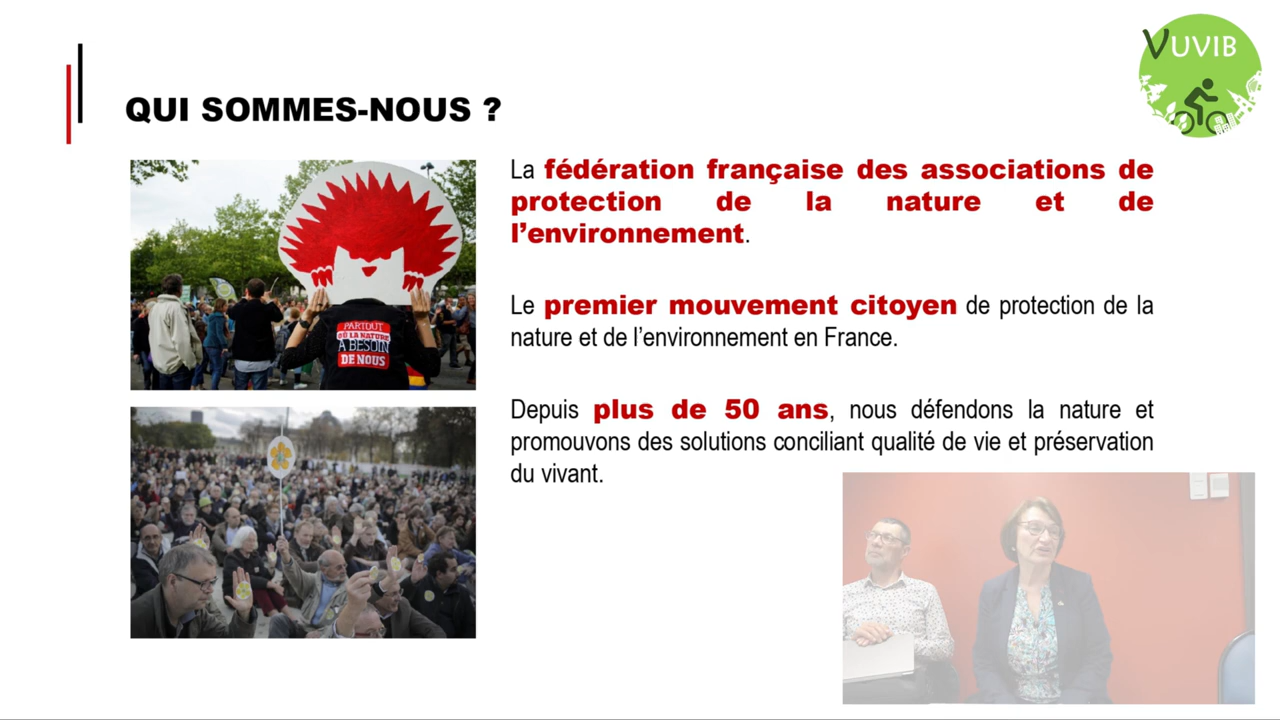 VUVIB
QUI SOMMES-NOUS ?
La fédération française des associations de
protection de la nature et de
l’environnement.
Le premier mouvement citoyen de protection de la
nature et de l’environnement en France.
Depuis plus de 50 ans, nous défendons la nature et
promouvons des solutions conciliant qualité de vie et préservation
du vivant.
PARTOUT
OÙ LA NATURE
A BESOIN
DE NOUS